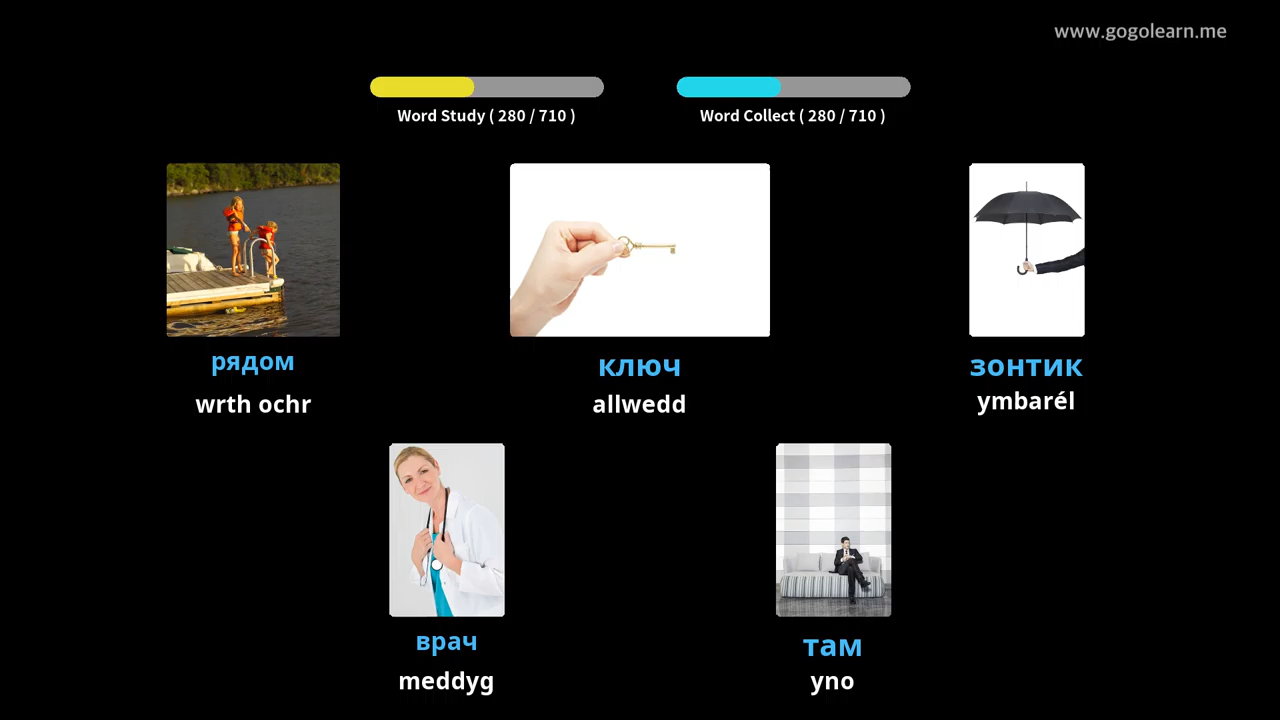 www.gogolearn.me
Word Study ( 280 / 710 )
Word Collect ( 280 / 710 )
рядом
ключ
зонтик
wrth ochr
allwedd
ymbarél
врач
там
meddyg
yno